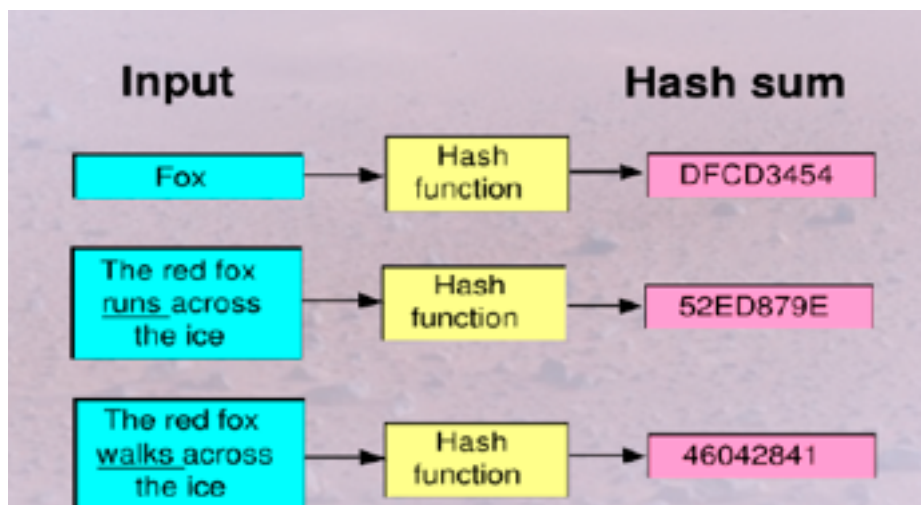 Input
Hash sum
Fox
Hash
function
DFCD3454
The red fox
runs across
the ice
Hash
function
52ED879E
The red fox
walks across
the ice
Hash
function
46042841